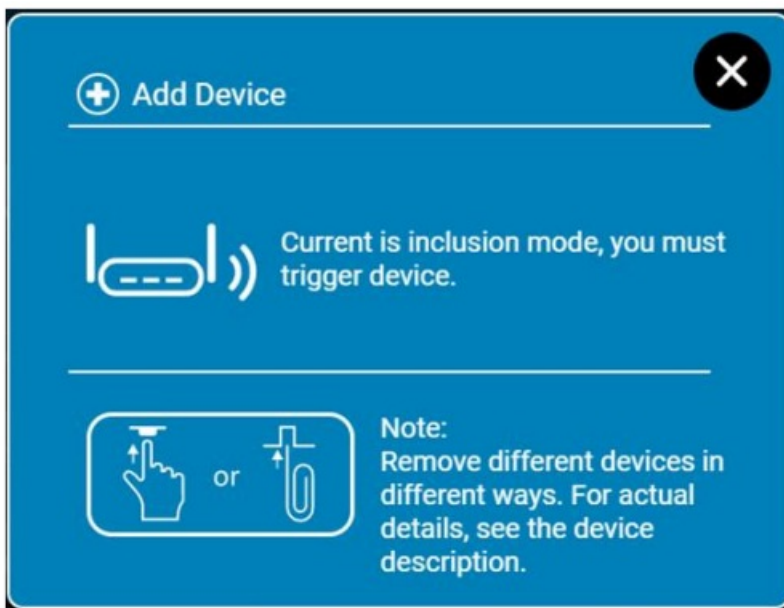 Add Device
Current is inclusion mode, you must
trigger device.
or
Note:
Remove different devices in
different ways. For actual
details, see the device
description.